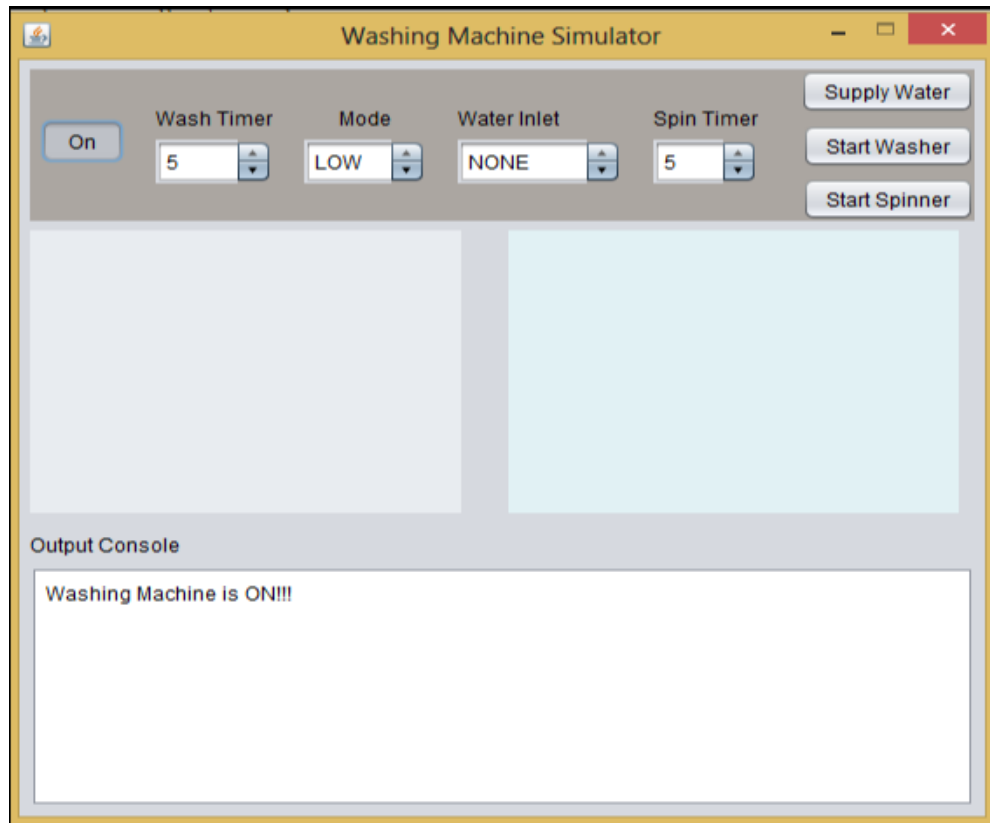 Washing Machine Simulator
On
Wash Timer
5
Mode
LOW
Water Inlet
NONE
Spin Timer
5
Supply Water
Start Washer
Start Spinner
Output Console
Washing Machine is ON!!!